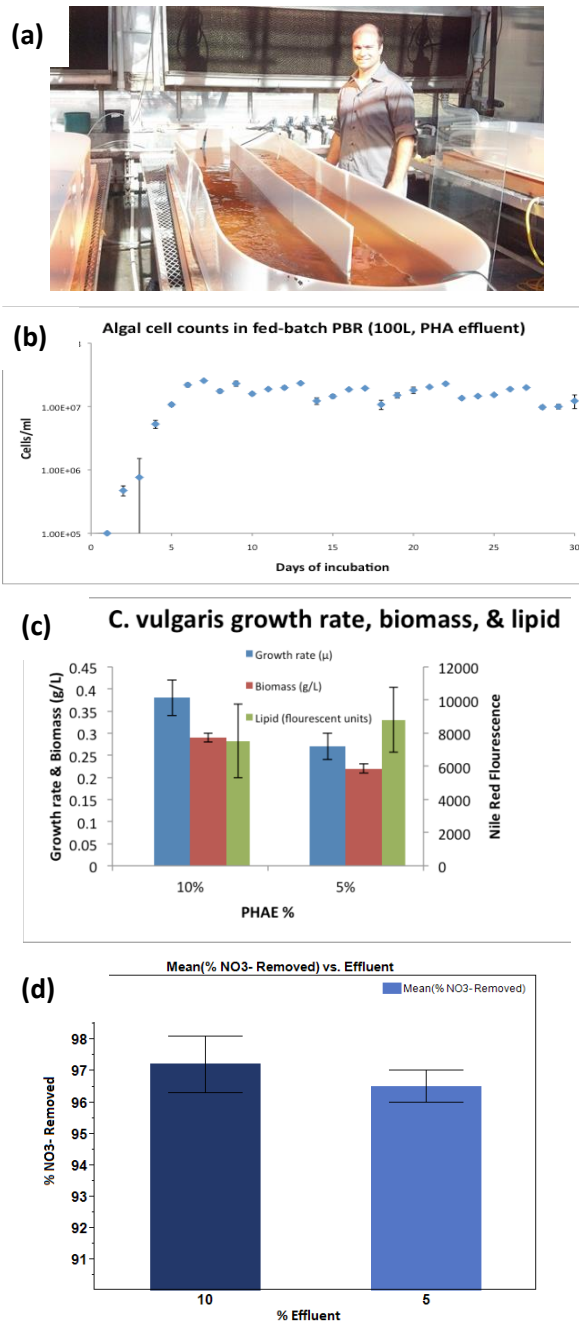 (a)
(b)
Algal cell counts in fed-batch PBR (100L, PHA effluent)
1.00E+07
1.00E+06
1.00E+05
Cells/ml
0 5 10 15 20 25 30
Days of incubation
(c)
C. vulgaris growth rate, biomass, & lipid
Growth rate (μ)
Biomass (g/L)
Lipid (flourescent units)
Growth rate & Biomass (g/L)
0.45
0.4
0.35
0.3
0.25
0.2
0.15
0.1
0.05
0
12000
10000
8000
6000
4000
2000
0
Nile Red Flourescence
10% 5%
PHAE %
(d)
Mean(% NO3- Removed) vs. Effluent
Mean(% NO3- Removed)
% NO3- Removed
98
97
96
95
94
93
92
91
10 5
% Effluent